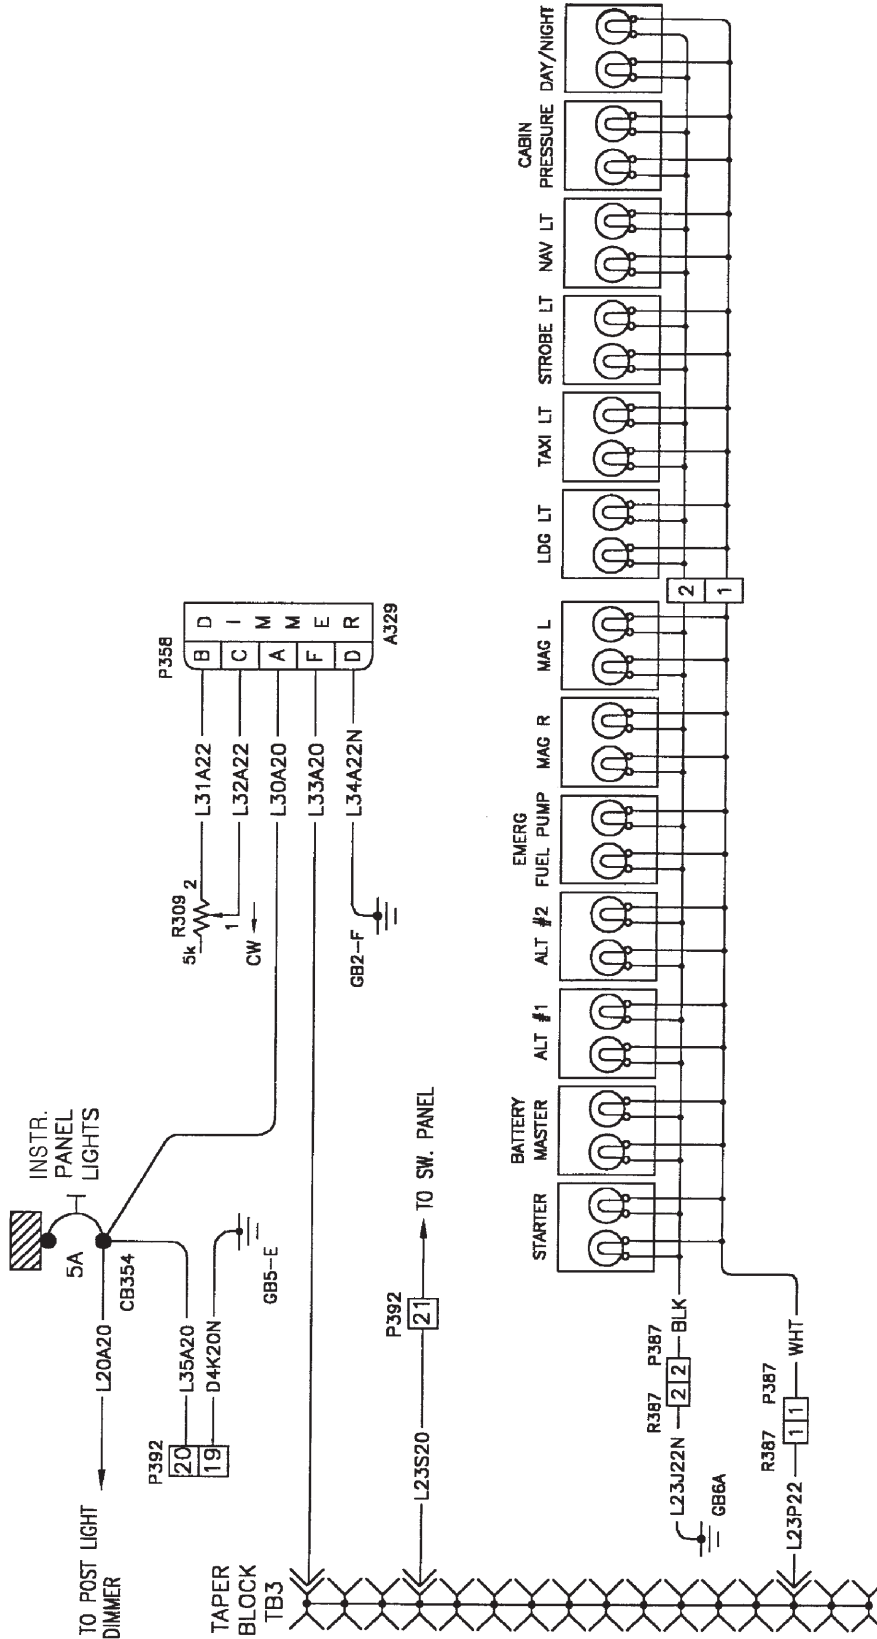 INSTR.
PANEL
LIGHTS
5A
CB354
TO POST LIGHT
DIMMER
L20A20
P392
20
19
L35A20
D4K20N
GB5-E
R309
5k
2
1
CW
L31A22
L32A22
L30A20
L33A20
L34A22N
GB2-F
P358
B
C
A
F
D
D
I
M
M
E
R
A329
TAPER
BLOCK
TB3
L23S20
P392
21
TO SW. PANEL
STARTER
BATTERY
MASTER
ALT #1
ALT #2
EMERG
FUEL PUMP
MAG R
MAG L
LDG LT
TAXI LT
STROBE LT
NAV LT
CABIN
PRESSURE
DAY/NIGHT
2
1
GB6A
L23J22N
R387
P387
2 2
BLK
L23P22
R387
P387
1 1
WHT